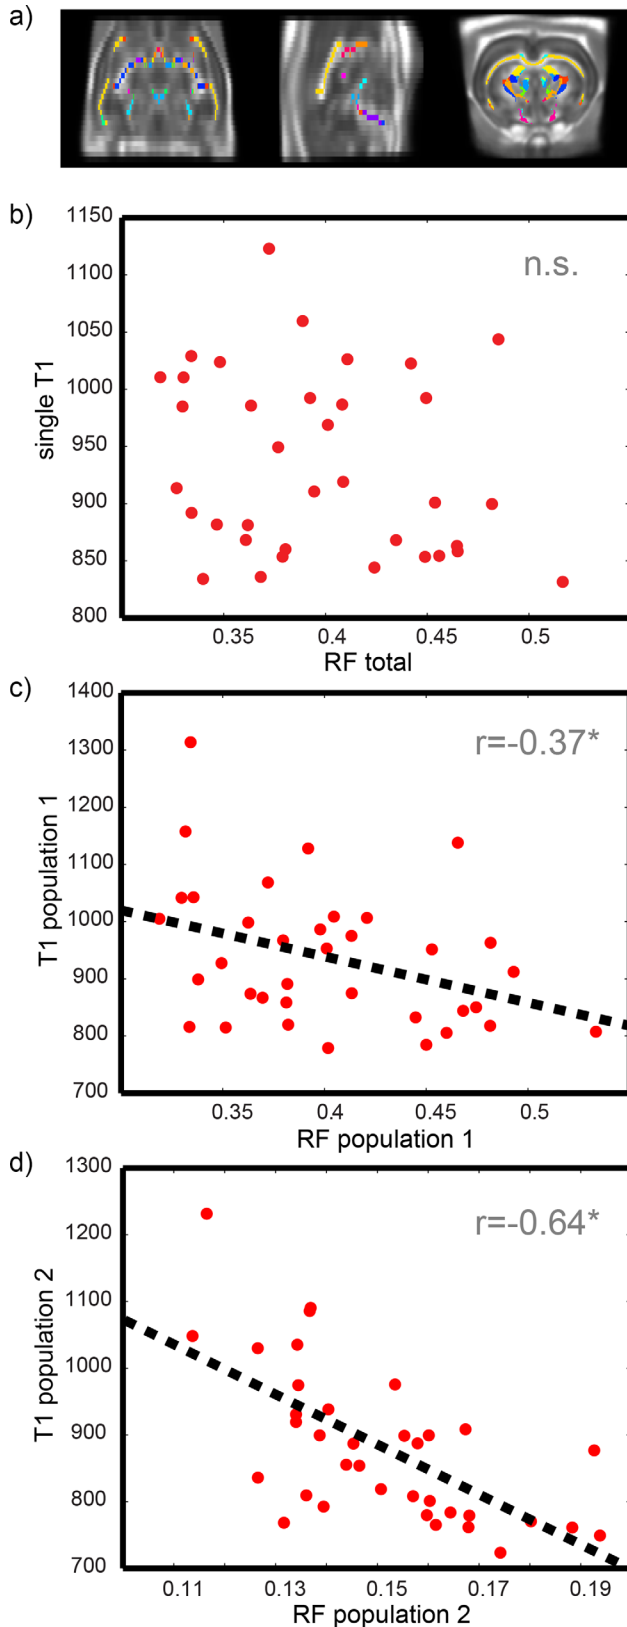 a)
b)
1150
1100
1050
1000
950
900
850
800
single T1
n.s.
0.35
0.4
0.45
0.5
RF total
c)
1400
1300
1200
1100
1000
900
800
700
T1 population 1
r=-0.37*
0.35
0.4
0.45
0.5
RF population 1
d)
1300
1200
1100
1000
900
800
700
T1 population 2
r=-0.64*
0.11
0.13
0.15
0.17
0.19
RF population 2